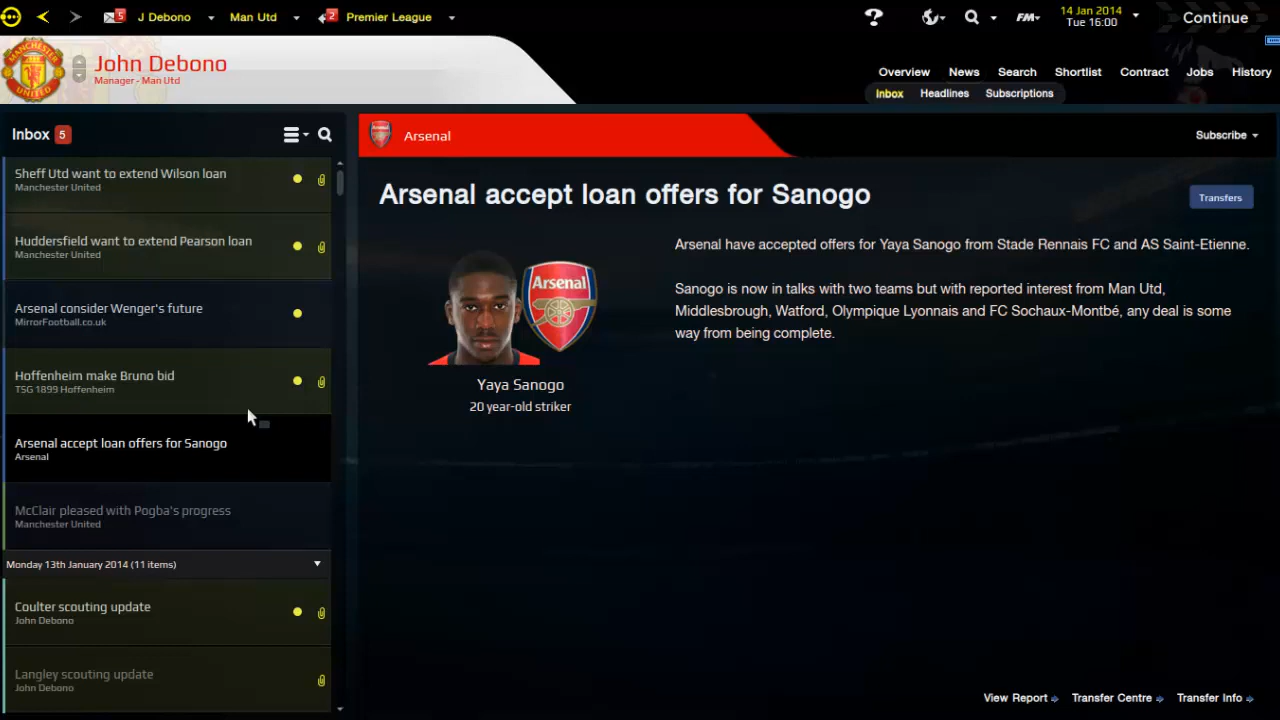 5 J Debono Man Utd 2 Premier League
FM
14 Jan 2014
Tue 16:00
Continue
John Debono
Manager - Man Utd
Overview News Search Shortlist Contract Jobs History
Inbox Headlines Subscriptions
Inbox 5
Sheff Utd want to extend Wilson loan
Manchester United
Huddersfield want to extend Pearson loan
Manchester United
Arsenal consider Wenger's future
MirrorFootball.co.uk
Hoffenheim make Bruno bid
TSG 1899 Hoffenheim
Arsenal accept loan offers for Sanogo
Arsenal
McClair pleased with Pogba's progress
Manchester United
Monday 13th January 2014 (11 items)
Coulter scouting update
John Debono
Langley scouting update
John Debono
Arsenal
Subscribe
Arsenal accept loan offers for Sanogo
Transfers
Arsenal
Yaya Sanogo
20 year-old striker
Arsenal have accepted offers for Yaya Sanogo from Stade Rennais FC and AS Saint-Etienne.
Sanogo is now in talks with two teams but with reported interest from Man Utd,
Middlesbrough, Watford, Olympique Lyonnais and FC Sochaux-Montbé, any deal is some
way from being complete.
View Report Transfer Centre Transfer Info